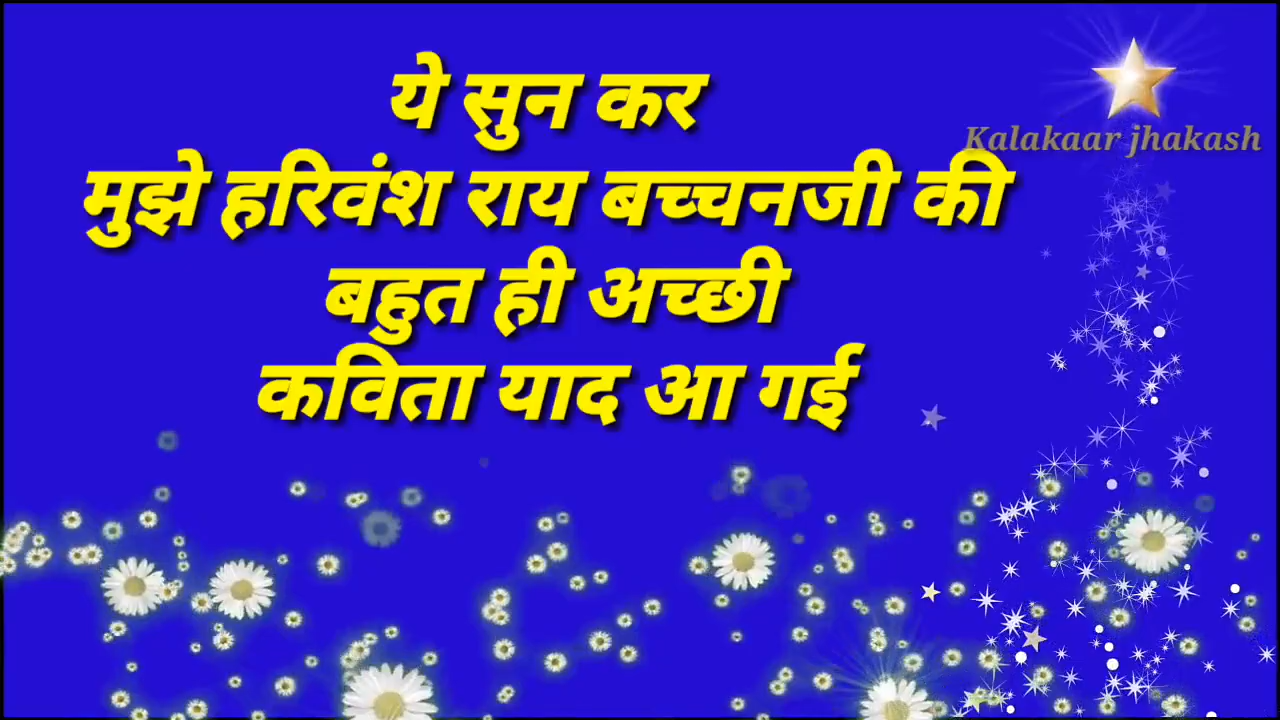 ये सुन कर
Kalakaar jhakash
मुझे हरिवंश राय बच्चनजी की
बहुत ही अच्छी
कविता याद आ गई